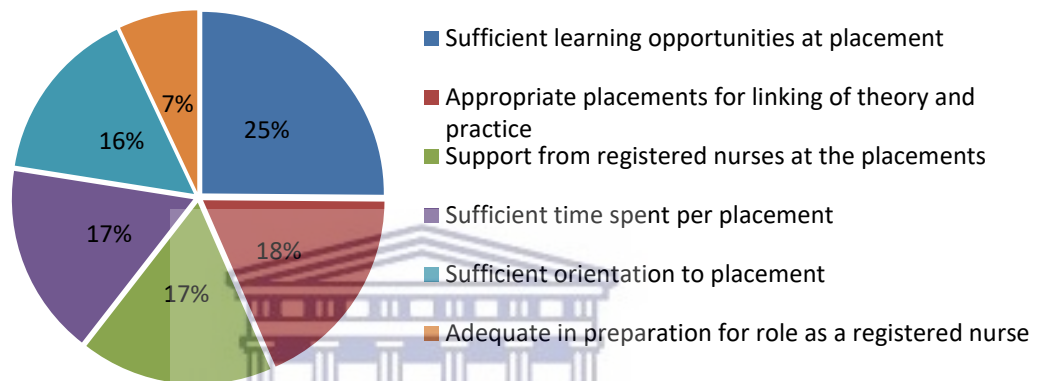 Sufficient learning opportunities at placement
7%
25%
Appropriate placements for linking of theory and
practice
16%
Support from registered nurses at the placements
17%
Sufficient time spent per placement
18%
17%
Sufficient orientation to placement
Adequate in preparation for role as a registered nurse